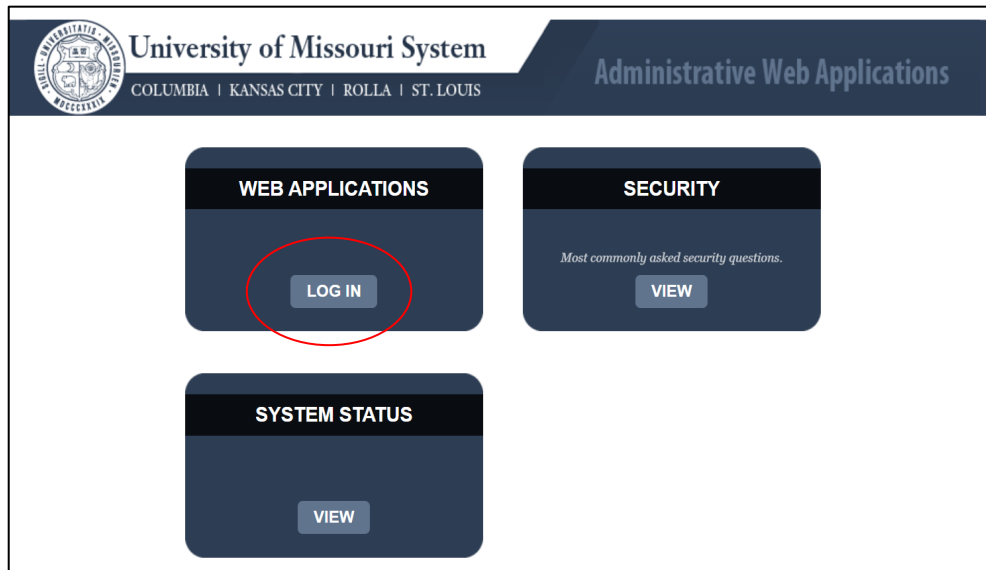 University of Missouri System
COLUMBIA | KANSAS CITY | ROLLA | ST. LOUIS
Administrative Web Applications
WEB APPLICATIONS
LOG IN
SECURITY
Most commonly asked security questions.
VIEW
SYSTEM STATUS
VIEW